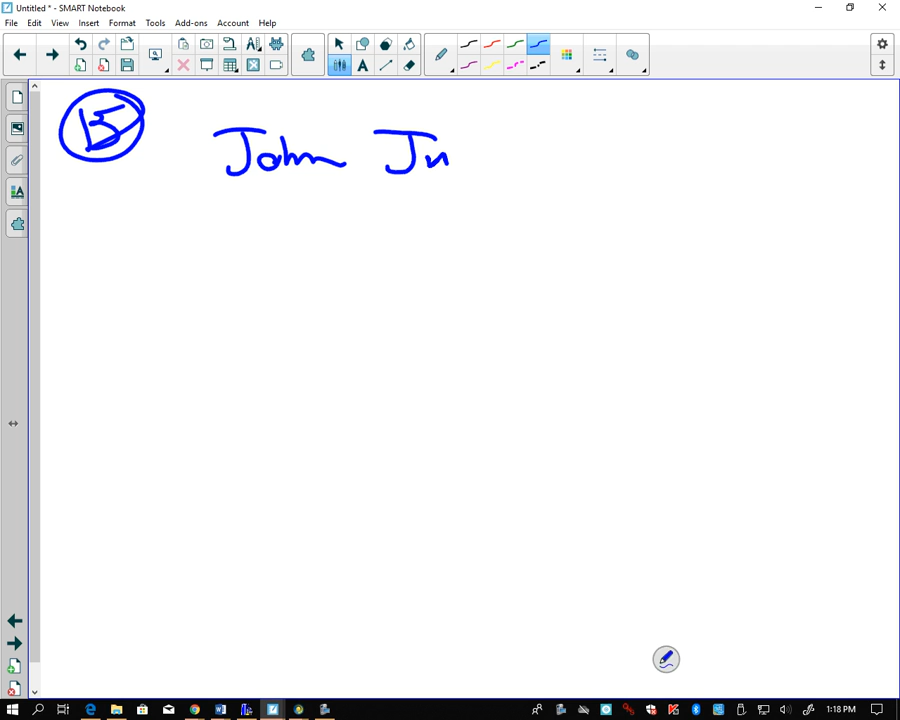 Untitled * - SMART Notebook
File Edit View Insert Format Tools Add-ons Account Help
15
John Jn
1:18 PM